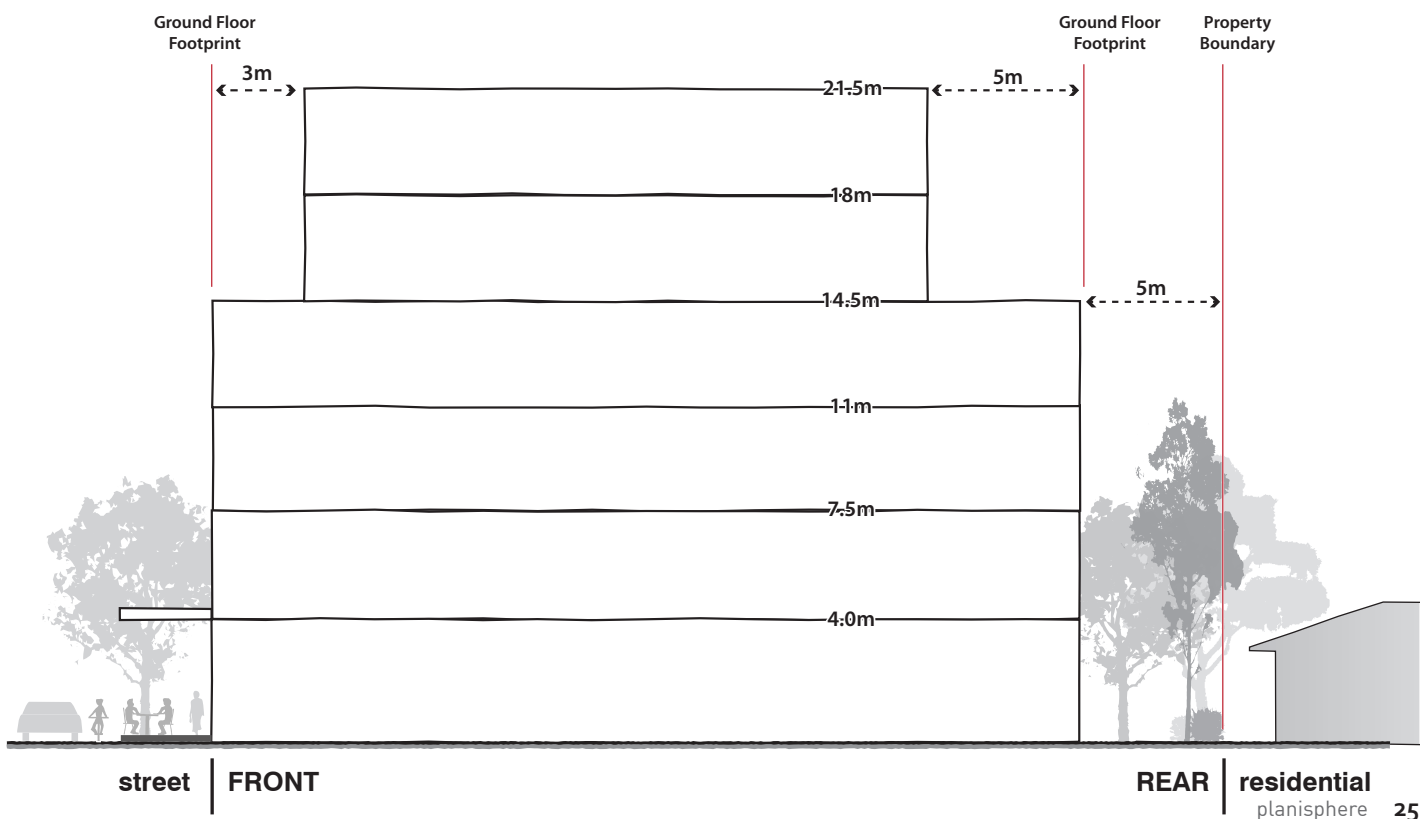 Ground Floor
Footprint
Ground Floor
Footprint
Property
Boundary
3m
5m
21.5m
18m
14.5m
5m
11m
7.5m
4.0m
street
FRONT
REAR
residential
planisphere 25